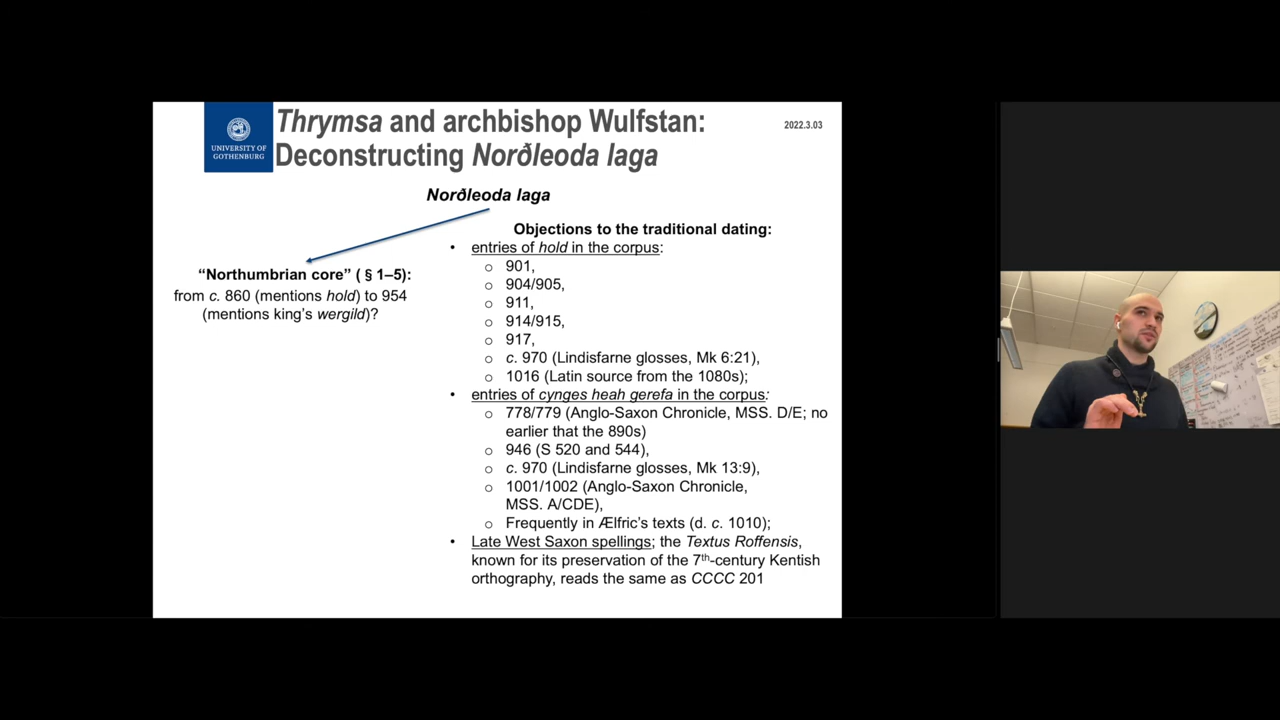 UNIVERSITY OF
GOTHENBURG
Thrymsa and archbishop Wulfstan:
Deconstructing Norðleoda laga
2022.3.03
Norðleoda laga
“Northumbrian core” ( § 1–5):
from c. 860 (mentions hold) to 954
(mentions king’s wergild)?
Objections to the traditional dating:
• entries of hold in the corpus:
o 901,
o 904/905,
o 911,
o 914/915,
o 917,
o c. 970 (Lindisfarne glosses, Mk 6:21),
o 1016 (Latin source from the 1080s);
• entries of cynges heah gerefa in the corpus:
o 778/779 (Anglo-Saxon Chronicle, MSS. D/E; no
earlier that the 890s)
o 946 (S 520 and 544),
o c. 970 (Lindisfarne glosses, Mk 13:9),
o 1001/1002 (Anglo-Saxon Chronicle,
MSS. A/CDE),
o Frequently in Ælfric’s texts (d. c. 1010);
• Late West Saxon spellings; the Textus Roffensis,
known for its preservation of the 7th-century Kentish
orthography, reads the same as CCCC 201